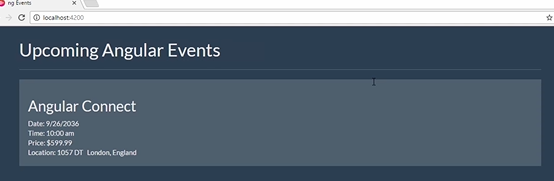 ng Events
localhost:4200
Upcoming Angular Events
Angular Connect
Date: 9/26/2036
Time: 10:00 am
Price: $599.99
Location: 1057 DT London, England